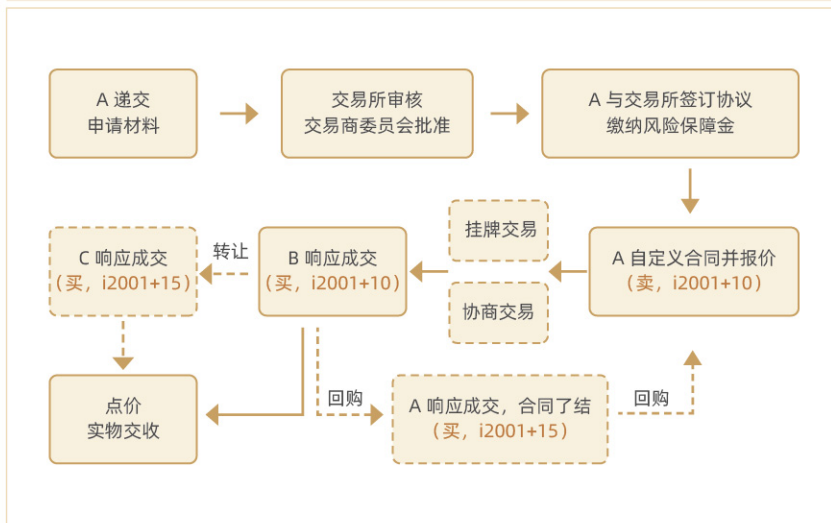 A 递交
申请材料
交易所审核
交易商委员会批准
A 与交易所签订协议
缴纳风险保障金
C 响应成交
(买，i2001+15)
转让
B 响应成交
(买，i2001+10)
挂牌交易
协商交易
A 自定义合同并报价
(卖，i2001+10)
点价
实物交收
回购
A 响应成交，合同了结
(买，i2001+15)
回购